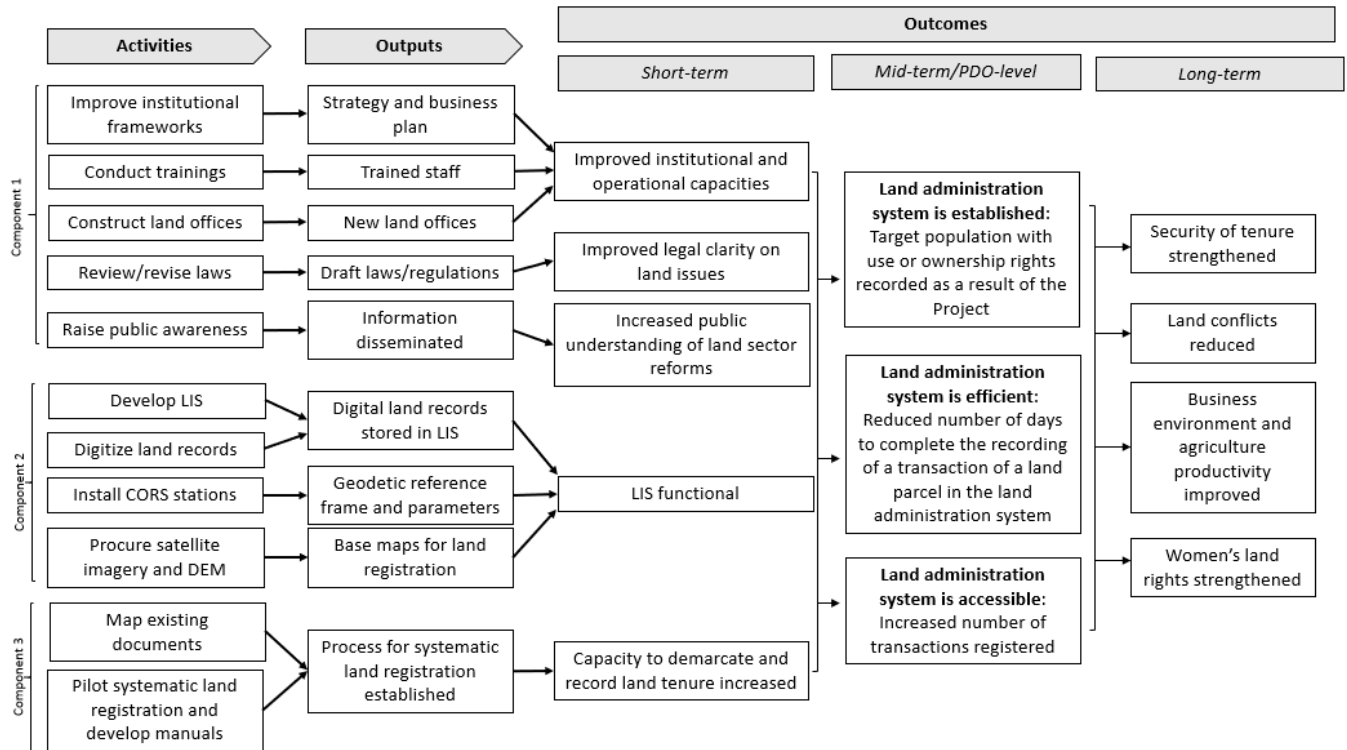 Activities
Outputs
Outcomes
Short-term
Mid-term/PDO-level
Long-term
Component 1
Improve institutional
frameworks
Conduct trainings
Construct land offices
Review/revise laws
Raise public awareness
Strategy and business
plan
Trained staff
New land offices
Draft laws/regulations
Information
disseminated
Improved institutional and
operational capacities
Improved legal clarity on
land issues
Increased public
understanding of land sector
reforms
Component 2
Develop LIS
Digitize land records
Install CORS stations
Procure satellite
imagery and DEM
Digital land records
stored in LIS
Geodetic reference
frame and parameters
Base maps for land
registration
LIS functional
Component 3
Map existing
documents
Pilot systematic land
registration and
develop manuals
Process for systematic
land registration
established
Capacity to demarcate and
record land tenure increased
Land administration
system is established:
Target population with
use or ownership rights
recorded as a result of the
Project
Land administration
system is efficient:
Reduced number of days
to complete the recording
of a transaction of a land
parcel in the land
administration system
Land administration
system is accessible:
Increased number of
transactions registered
Security of tenure
strengthened
Land conflicts
reduced
Business
environment and
agriculture
productivity
improved
Women's land
rights strengthened